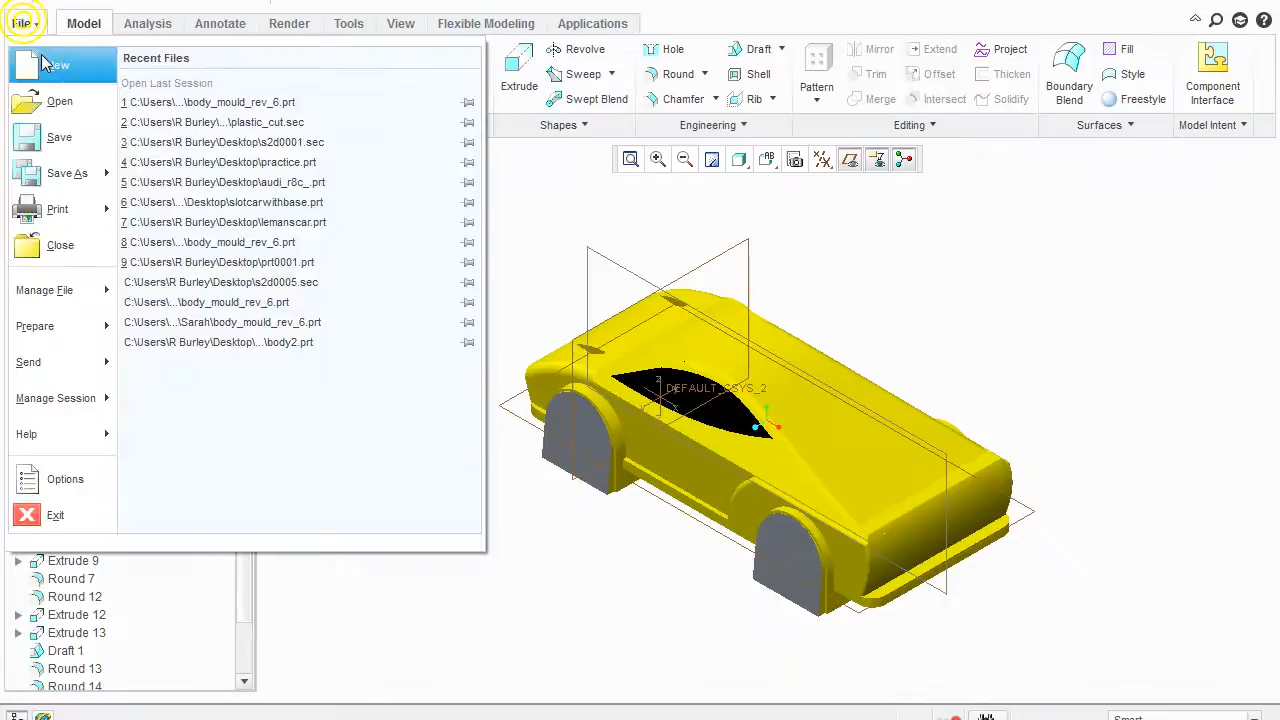 File
Model
Analysis
Annotate
Render
Tools
View
Flexible Modeling
Applications
New
Open
Save
Save As
Print
Close
Manage File
Prepare
Send
Manage Session
Help
Options
Exit
Recent Files
Open Last Session
1 C:\Users\...\body_mould_rev_6.prt
2 C:\Users\R Burley\...\plastic_cut.sec
3 C:\Users\R Burley\Desktop\s2d0001.sec
4 C:\Users\R Burley\Desktop\practice.prt
5 C:\Users\R Burley\Desktop\audi_r8c_.prt
6 C:\Users\...\Desktop\slotcarwithbase.prt
7 C:\Users\R Burley\Desktop\lemanscar.prt
8 C:\Users\...\body_mould_rev_6.prt
9 C:\Users\R Burley\Desktop\prt0001.prt
C:\Users\R Burley\Desktop\s2d0005.sec
C:\Users\...\body_mould_rev_6.prt
C:\Users\...\Sarah\body_mould_rev_6.prt
C:\Users\R Burley\Desktop\...\body2.prt
Extrude
Revolve
Sweep
Swept Blend
Shapes
Hole
Round
Chamfer
Draft
Shell
Rib
Engineering
Pattern
Mirror
Trim
Merge
Extend
Offset
Intersect
Project
Thicken
Solidify
Editing
Boundary
Blend
Fill
Style
Freestyle
Surfaces
Component
Interface
Model Intent
DEFAULT_CSYS_2
Extrude 9
Round 7
Round 12
Extrude 12
Extrude 13
Draft 1
Round 13
Round 14
Smart